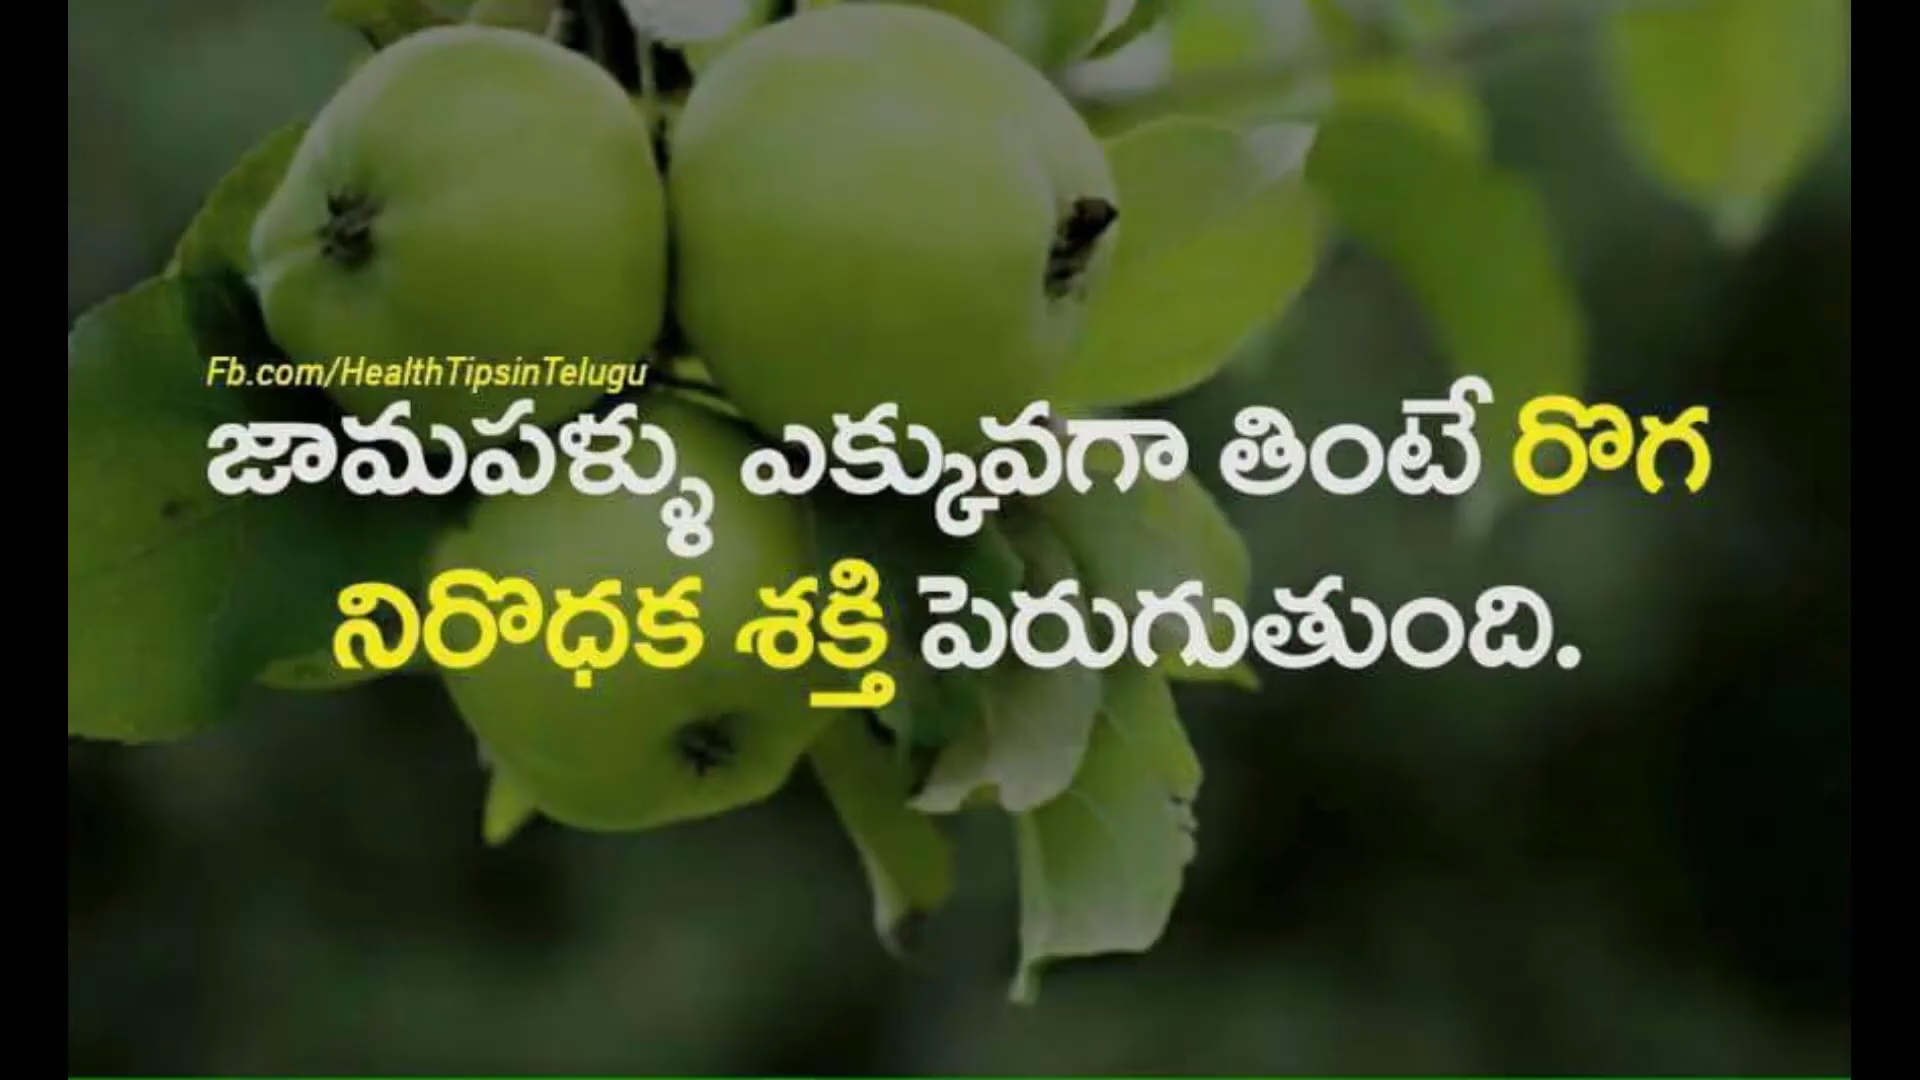 Fb.com/HealthTipsinTelugu
జామపళ్ళు ఎక్కువగా తింటే రొగ
నిరొధక శక్తి పెరుగుతుంది.